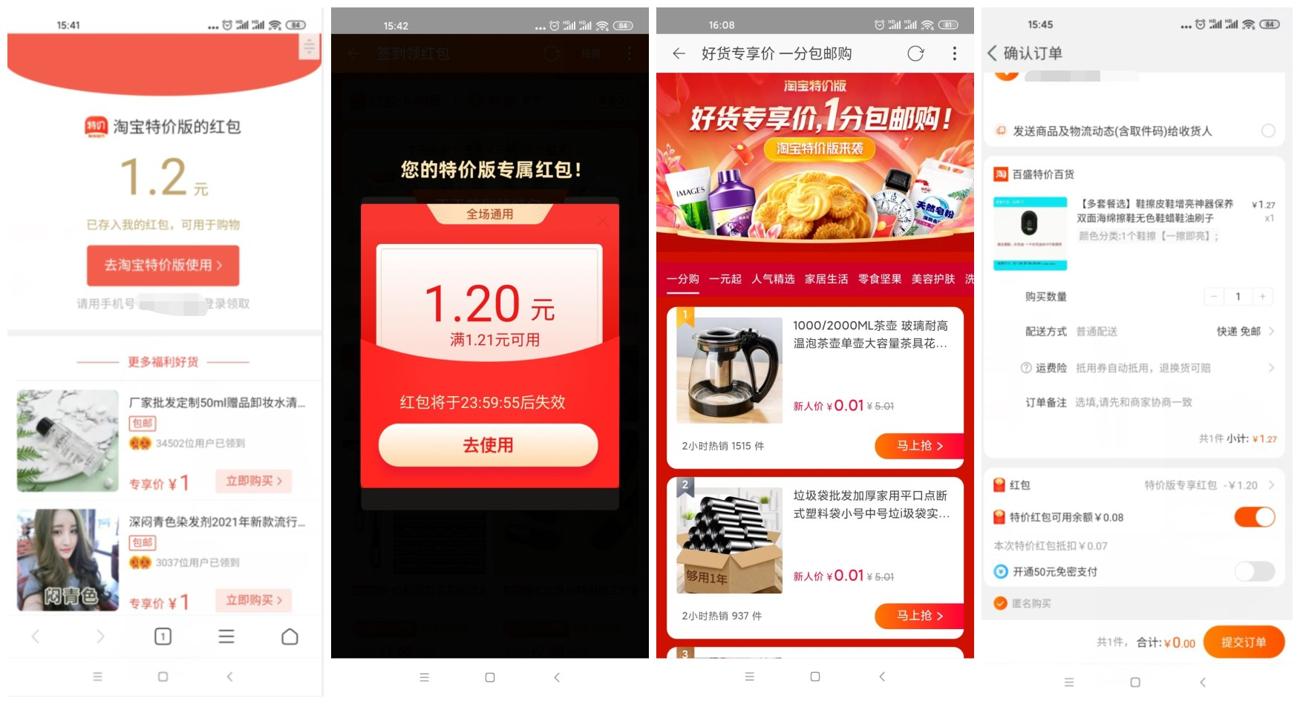 15:41
84
特价
淘宝特价版的红包
1.2 元
已存入我的红包，可用于购物
去淘宝特价版使用 >
请用手机号
登录领取
更多福利好货
厂家批发定制50ml赠品卸妆水清...
包邮
34502位用户已领到
专享价 ¥ 1
立即购买 >
深闷青色染发剂2021年新款流行...
包邮
3037位用户已领到
专享价 ¥ 1
立即购买 >
闷青色
1
15:42
84
签到领红包
您的特价版专属红包！
全场通用
1.20 元
满1.21元可用
红包将于23:59:55后失效
去使用
16:08
81
好货专享价 一分包邮购
淘宝特价版
好货专享价,1分包邮购！
淘宝特价版来袭
IMAGES
天然皂粉
一分购 一元起 人气精选 家居生活 零食坚果 美容护肤 洗
1
1000/2000ML茶壶 玻璃耐高
温泡茶壶单壶大容量茶具花...
新人价 ¥ 0.01 ¥ 5.01
2小时热销 1515 件
马上抢 >
2
垃圾袋批发加厚家用平口点断
式塑料袋小号中号垃圾袋实...
够用1年
新人价 ¥ 0.01 ¥ 5.01
2小时热销 937 件
马上抢 >
3
15:45
84
确认订单
发送商品及物流动态(含取件码)给收货人
淘 百盛特价百货
【多套餐选】鞋擦皮鞋增亮神器保养
双面海绵擦鞋无色鞋蜡鞋油刷子
¥1.27
x1
颜色分类:1个鞋擦【一擦即亮】;
购买数量
− 1 +
配送方式 普通配送 快递 免邮 >
运费险 抵用券自动抵用，退换货可赔 >
订单备注 选填,请先和商家协商一致
共1件 小计: ¥1.27
红包 特价版专享红包 -¥1.20 >
特价红包可用余额¥0.08
本次特价红包抵扣¥0.07
开通50元免密支付
匿名购买
共1件， 合计: ¥0.00 提交订单